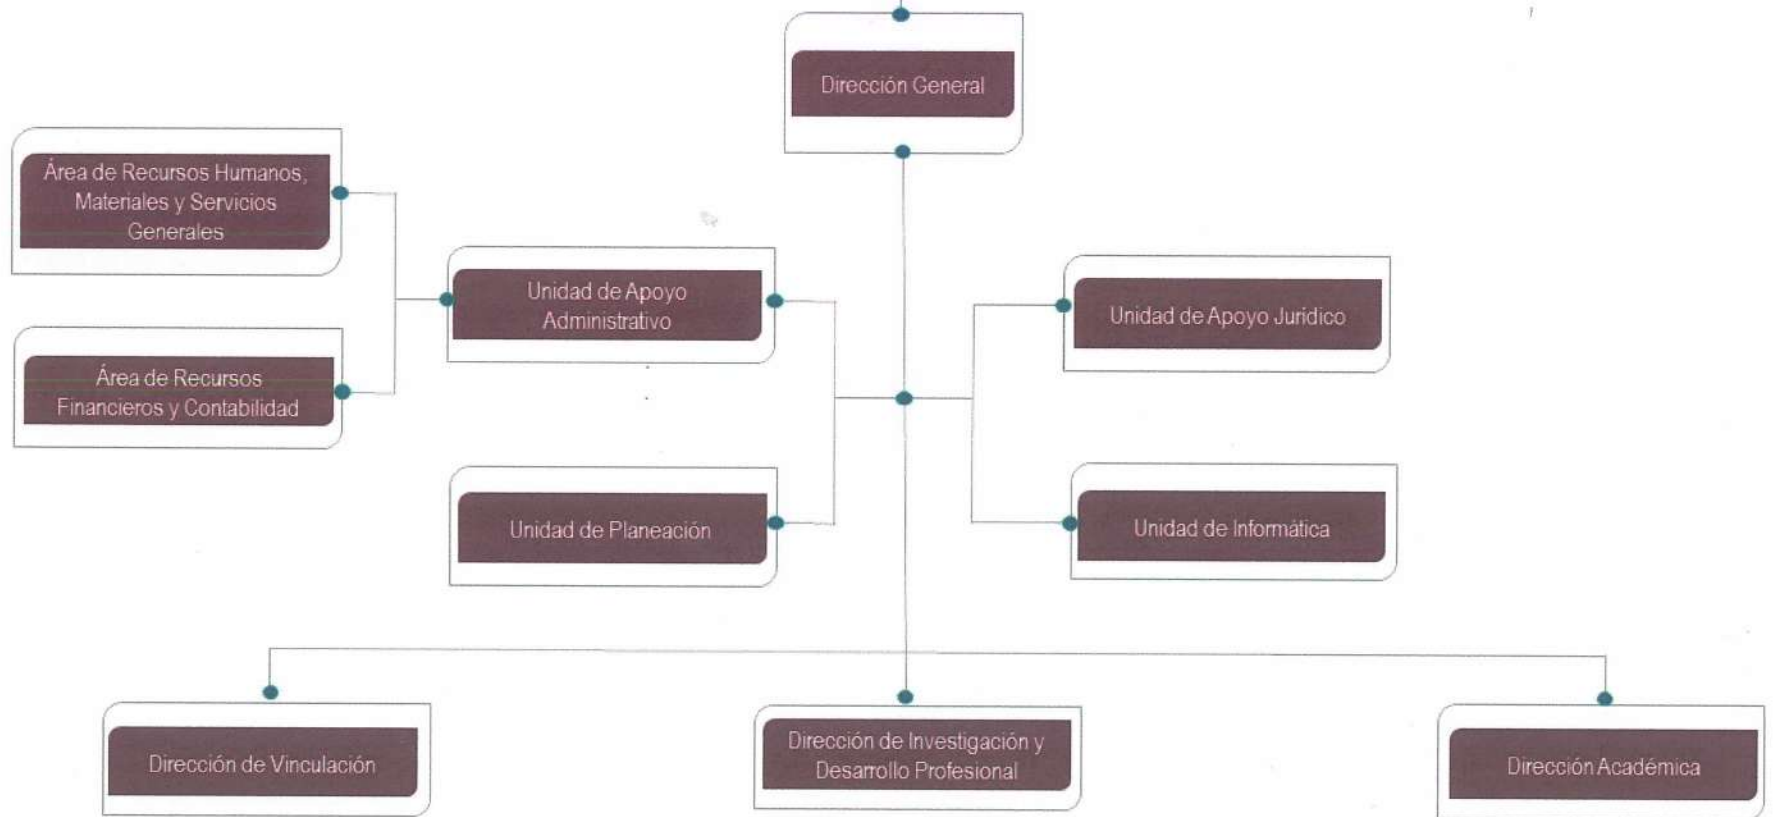 Dirección General
Área de Recursos Humanos,
Materiales y Servicios
Generales
Unidad de Apoyo
Administrativo
Unidad de Apoyo Jurídico
Área de Recursos
Financieros y Contabilidad
Unidad de Planeación
Unidad de Informática
Dirección de Vinculación
Dirección de Investigación y
Desarrollo Profesional
Dirección Académica